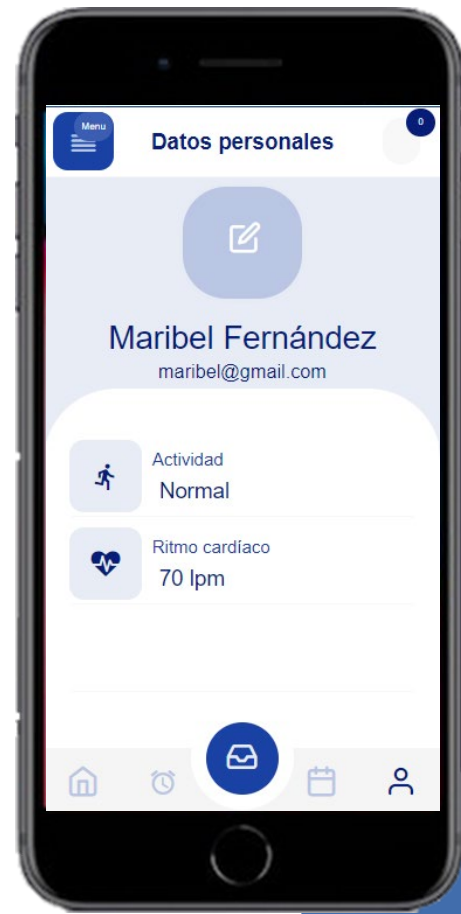 Menu
Datos personales
0
Maribel Fernández
maribel@gmail.com
Actividad
Normal
Ritmo cardíaco
70 lpm